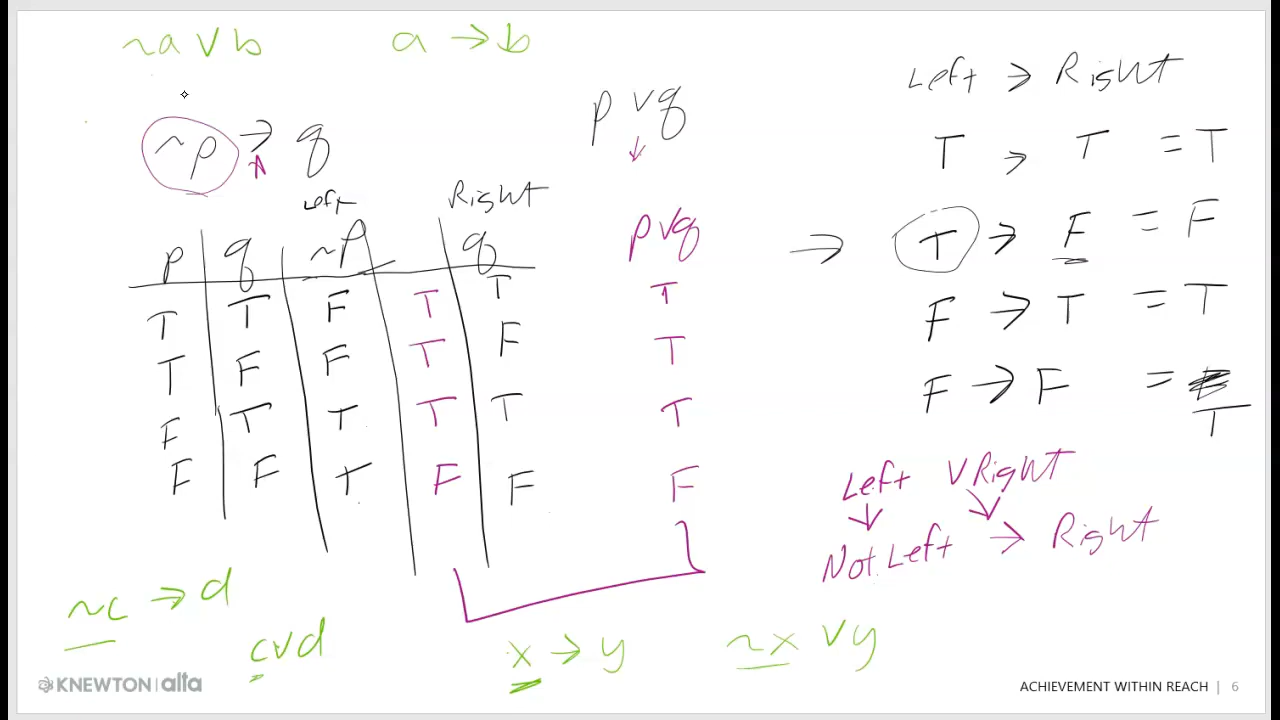 ~a ∨ b a → b
Left → Right
p ∨ q
~p → q
T → T = T
Left Right
p q ~p q p∨q
T → F = F
T T F T T T
T F F T F T
F → T = T
F T T T T T
F → F = T
F F T F F F
Left ∨ Right
Not Left → Right
~c → d
c∨d
x → y ~x ∨ y
KNEWTON alta
ACHIEVEMENT WITHIN REACH | 6